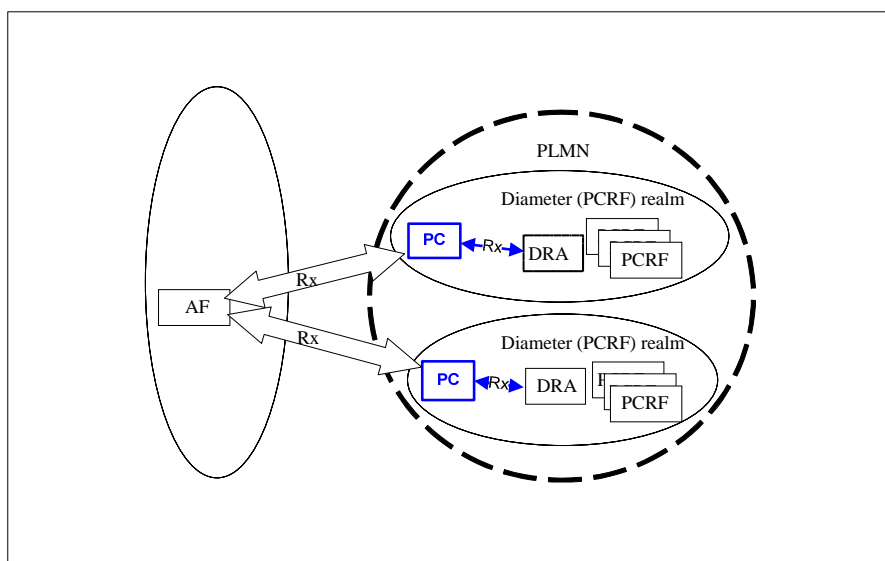 PLMN
Diameter (PCRF) realm
PC
Rx
DRA
PCRF
Rx
AF
Rx
Diameter (PCRF) realm
PC
Rx
DRA
PCRF